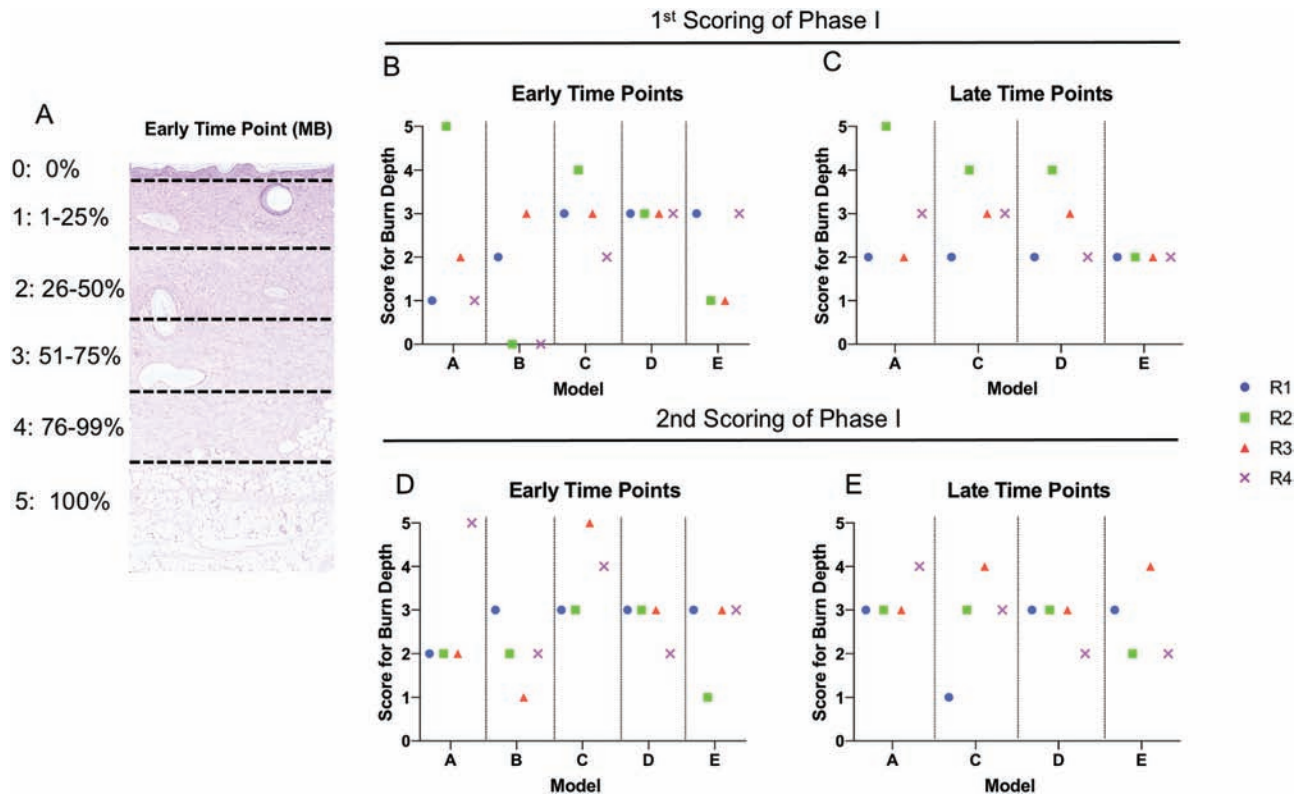 1st Scoring of Phase I
A
Early Time Point (MB)
0: 0%
1: 1-25%
2: 26-50%
3: 51-75%
4: 76-99%
5: 100%
B
Early Time Points
Score for Burn Depth
5
4
3
2
1
0
A B C D E
Model
C
Late Time Points
Score for Burn Depth
5
4
3
2
1
0
A C D E
Model
R1
R2
R3
R4
2nd Scoring of Phase I
D
Early Time Points
Score for Burn Depth
5
4
3
2
1
0
A B C D E
Model
E
Late Time Points
Score for Burn Depth
5
4
3
2
1
0
A C D E
Model